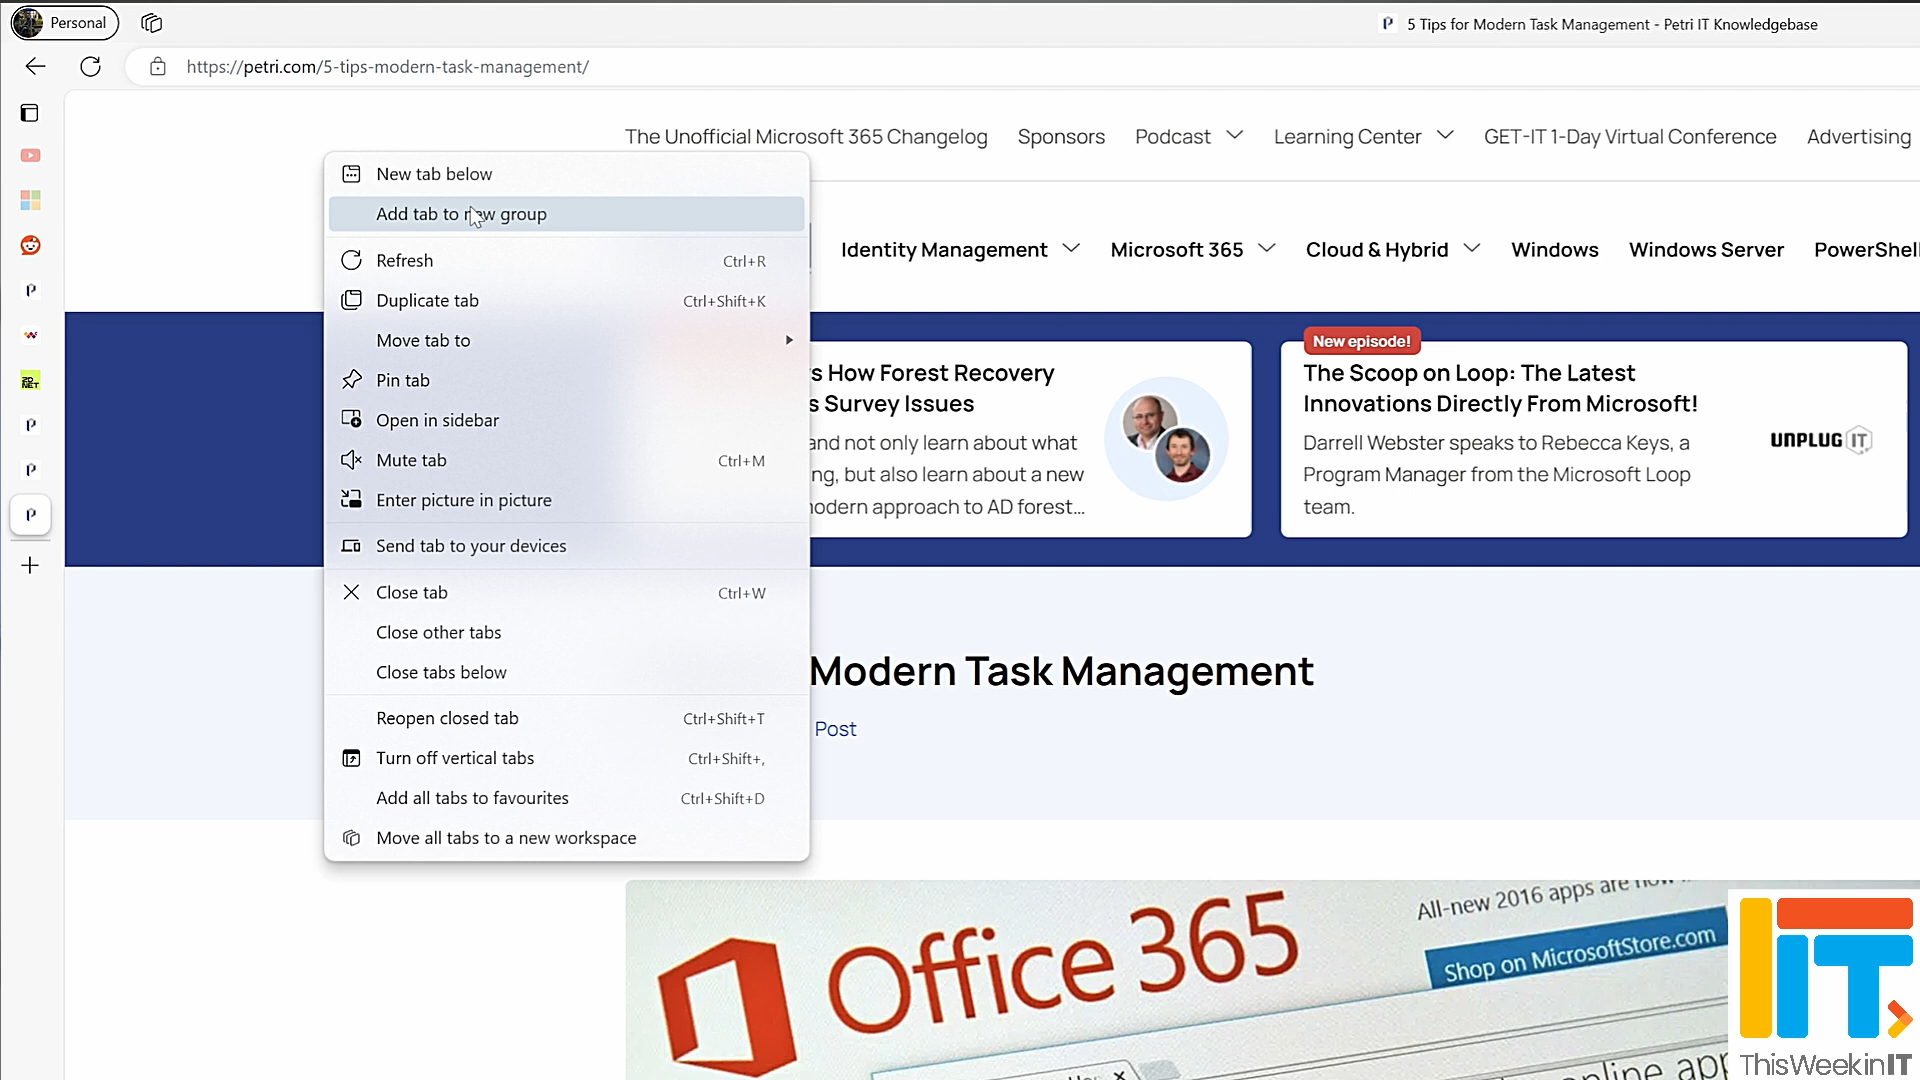 Personal
5 Tips for Modern Task Management - Petri IT Knowledgebase
https://petri.com/5-tips-modern-task-management/
The Unofficial Microsoft 365 Changelog Sponsors Podcast Learning Center GET-IT 1-Day Virtual Conference Advertising
Identity Management Microsoft 365 Cloud & Hybrid Windows Windows Server PowerShell
New tab below
Add tab to new group
Refresh Ctrl+R
Duplicate tab Ctrl+Shift+K
Move tab to
Pin tab
Open in sidebar
Mute tab Ctrl+M
Enter picture in picture
Send tab to your devices
Close tab Ctrl+W
Close other tabs
Close tabs below
Reopen closed tab Ctrl+Shift+T
Turn off vertical tabs Ctrl+Shift+,
Add all tabs to favourites Ctrl+Shift+D
Move all tabs to a new workspace
s How Forest Recovery
s Survey Issues
and not only learn about what
ng, but also learn about a new
odern approach to AD forest...
New episode!
The Scoop on Loop: The Latest
Innovations Directly From Microsoft!
Darrell Webster speaks to Rebecca Keys, a
Program Manager from the Microsoft Loop
team.
UNPLUG IT
ZDNET
Modern Task Management
Post
All-new 2016 apps are now
Office 365
Shop on MicrosoftStore.com
online app
IT
ThisWeekinIT